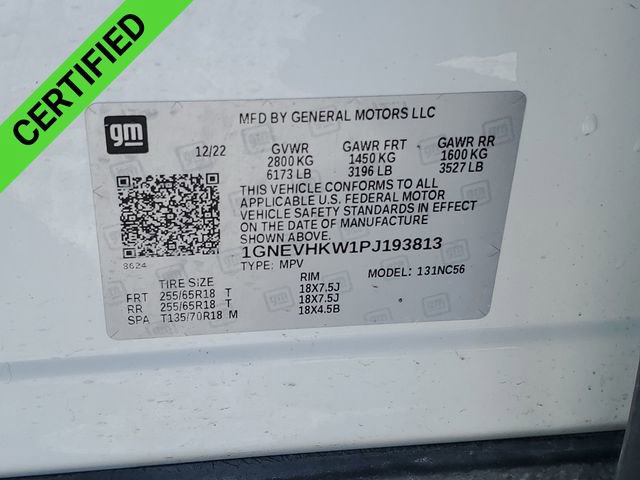 CERTIFIED
gm
MFD BY GENERAL MOTORS LLC
12/22
GVWR GAWR FRT GAWR RR
2800 KG 1450 KG 1600 KG
6173 LB 3196 LB 3527 LB
THIS VEHICLE CONFORMS TO ALL
APPLICABLE U.S. FEDERAL MOTOR
VEHICLE SAFETY STANDARDS IN EFFECT
ON THE DATE OF MANUFACTURE
SHOWN ABOVE.
1GNEVHKW1PJ193813
8624
TYPE: MPV MODEL: 131NC56
TIRE SIZE RIM
FRT 255/65R18 T 18X7.5J
RR 255/65R18 T 18X7.5J
SPA T135/70R18 M 18X4.5B